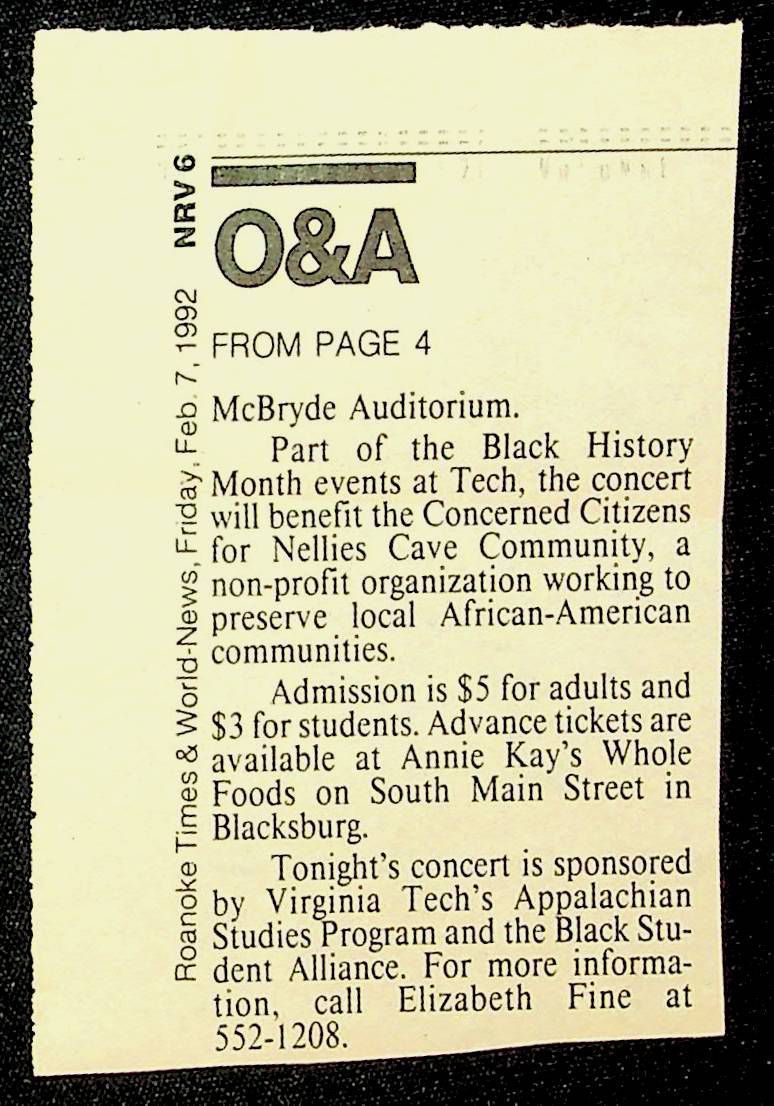 Roanoke Times & World-News, Friday, Feb. 7, 1992 NRV 6
O&A
FROM PAGE 4
McBryde Auditorium.
Part of the Black History
Month events at Tech, the concert
will benefit the Concerned Citizens
for Nellies Cave Community, a
non-profit organization working to
preserve local African-American
communities.
Admission is $5 for adults and
$3 for students. Advance tickets are
available at Annie Kay's Whole
Foods on South Main Street in
Blacksburg.
Tonight's concert is sponsored
by Virginia Tech's Appalachian
Studies Program and the Black Stu-
dent Alliance. For more informa-
tion, call Elizabeth Fine at
552-1208.